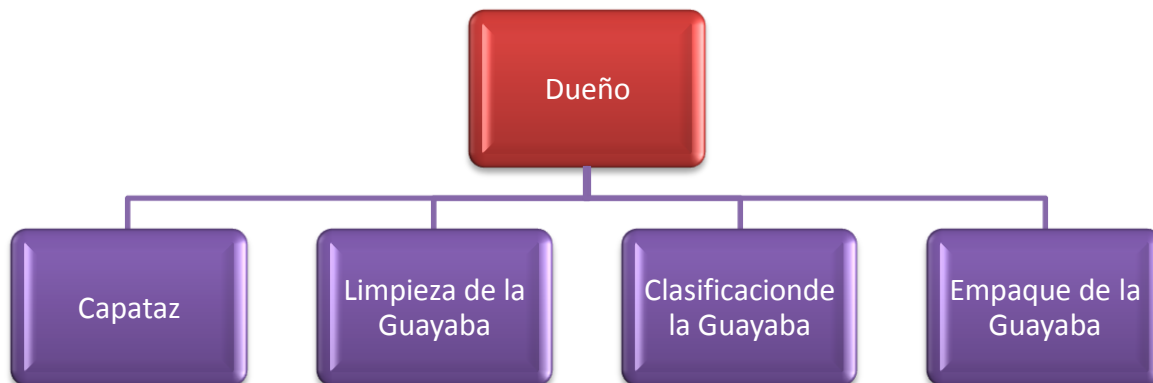 Dueño
Capataz
Limpieza de la
Guayaba
Clasificacionde
la Guayaba
Empaque de la
Guayaba